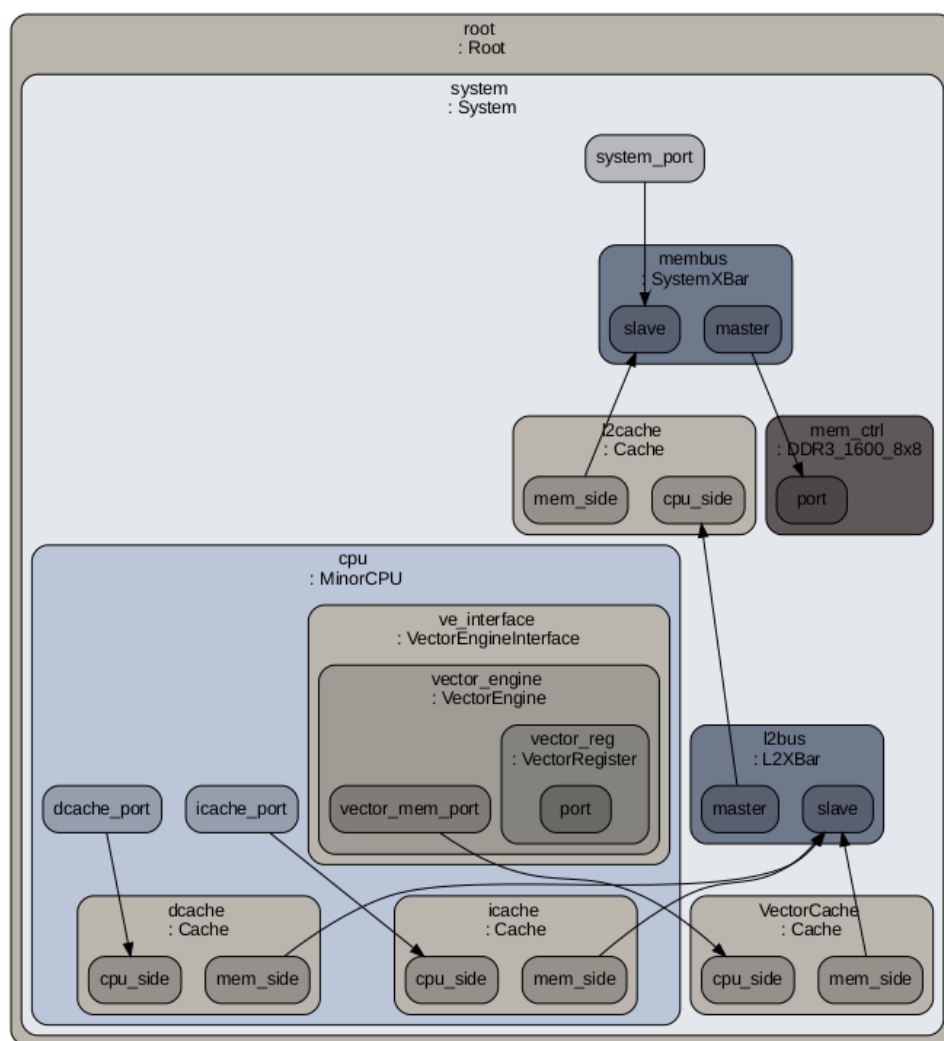 root
: Root
system
: System
system_port
membus
: SystemXBar
slave
master
l2cache
: Cache
mem_side
cpu_side
mem_ctrl
: DDR3_1600_8x8
port
cpu
: MinorCPU
ve_interface
: VectorEngineInterface
vector_engine
: VectorEngine
vector_reg
: VectorRegister
port
vector_mem_port
dcache_port
icache_port
l2bus
: L2XBar
master
slave
dcache
: Cache
cpu_side
mem_side
icache
: Cache
cpu_side
mem_side
VectorCache
: Cache
cpu_side
mem_side